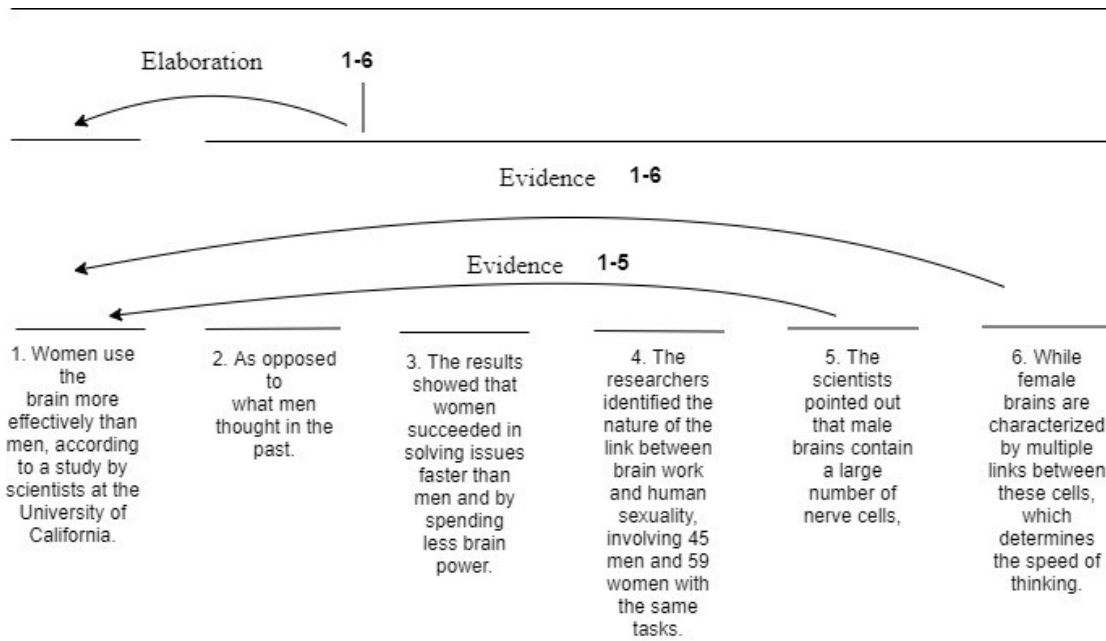 Elaboration 1-6
Evidence 1-6
Evidence 1-5
1. Women use
the
brain more
effectively than
men, according
to a study by
scientists at the
University of
California.
2. As opposed
to
what men
thought in the
past.
3. The results
showed that
women
succeeded in
solving issues
faster than
men and by
spending
less brain
power.
4. The
researchers
identified the
nature of the
link between
brain work
and human
sexuality,
involving 45
men and 59
women with
the same
tasks.
5. The
scientists
pointed out
that male
brains contain
a large
number of
nerve cells,
6. While
female
brains are
characterized
by multiple
links between
these cells,
which
determines
the speed of
thinking.